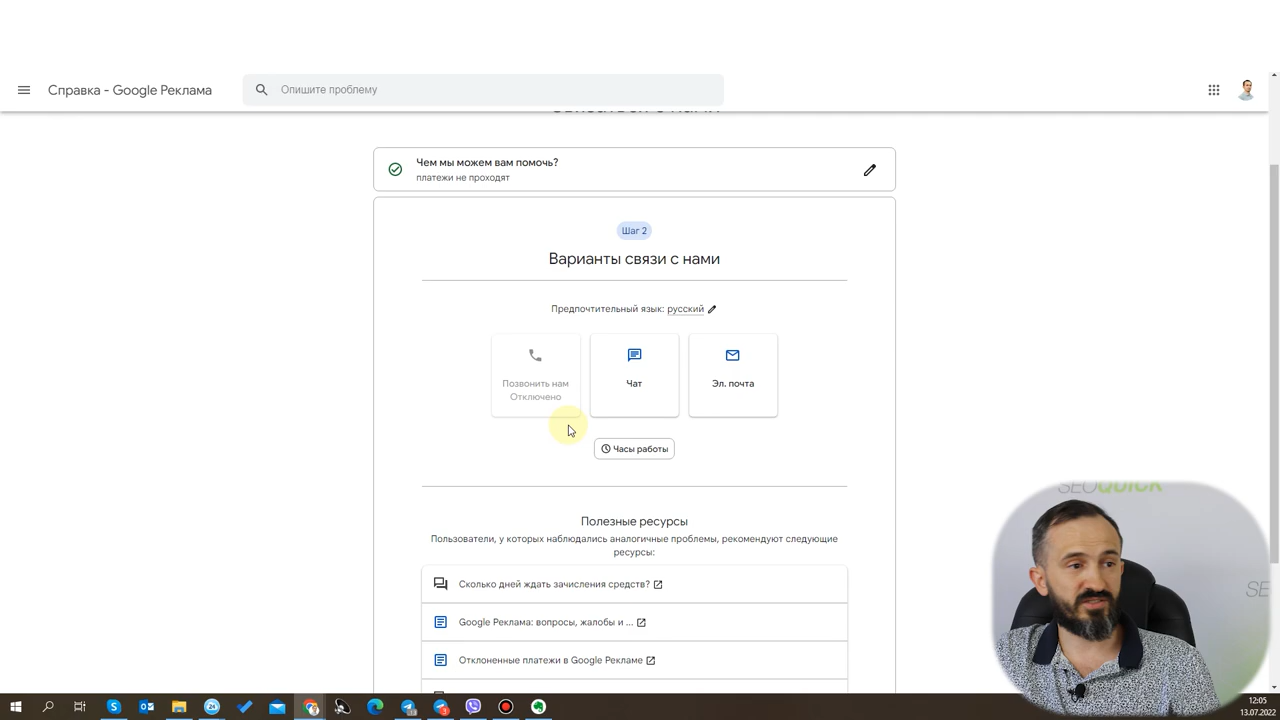 Справка - Google Реклама
Опишите проблему
Чем мы можем вам помочь?
платежи не проходят
Шаг 2
Варианты связи с нами
Предпочтительный язык: русский
Позвонить нам
Отключено
Чат
Эл. почта
Часы работы
Полезные ресурсы
Пользователи, у которых наблюдались аналогичные проблемы, рекомендуют следующие
ресурсы:
Сколько дней ждать зачисления средств?
Google Реклама: вопросы, жалобы и ...
Отклоненные платежи в Google Рекламе
SEOQUICK
SE
24
12:05
13.07.2022